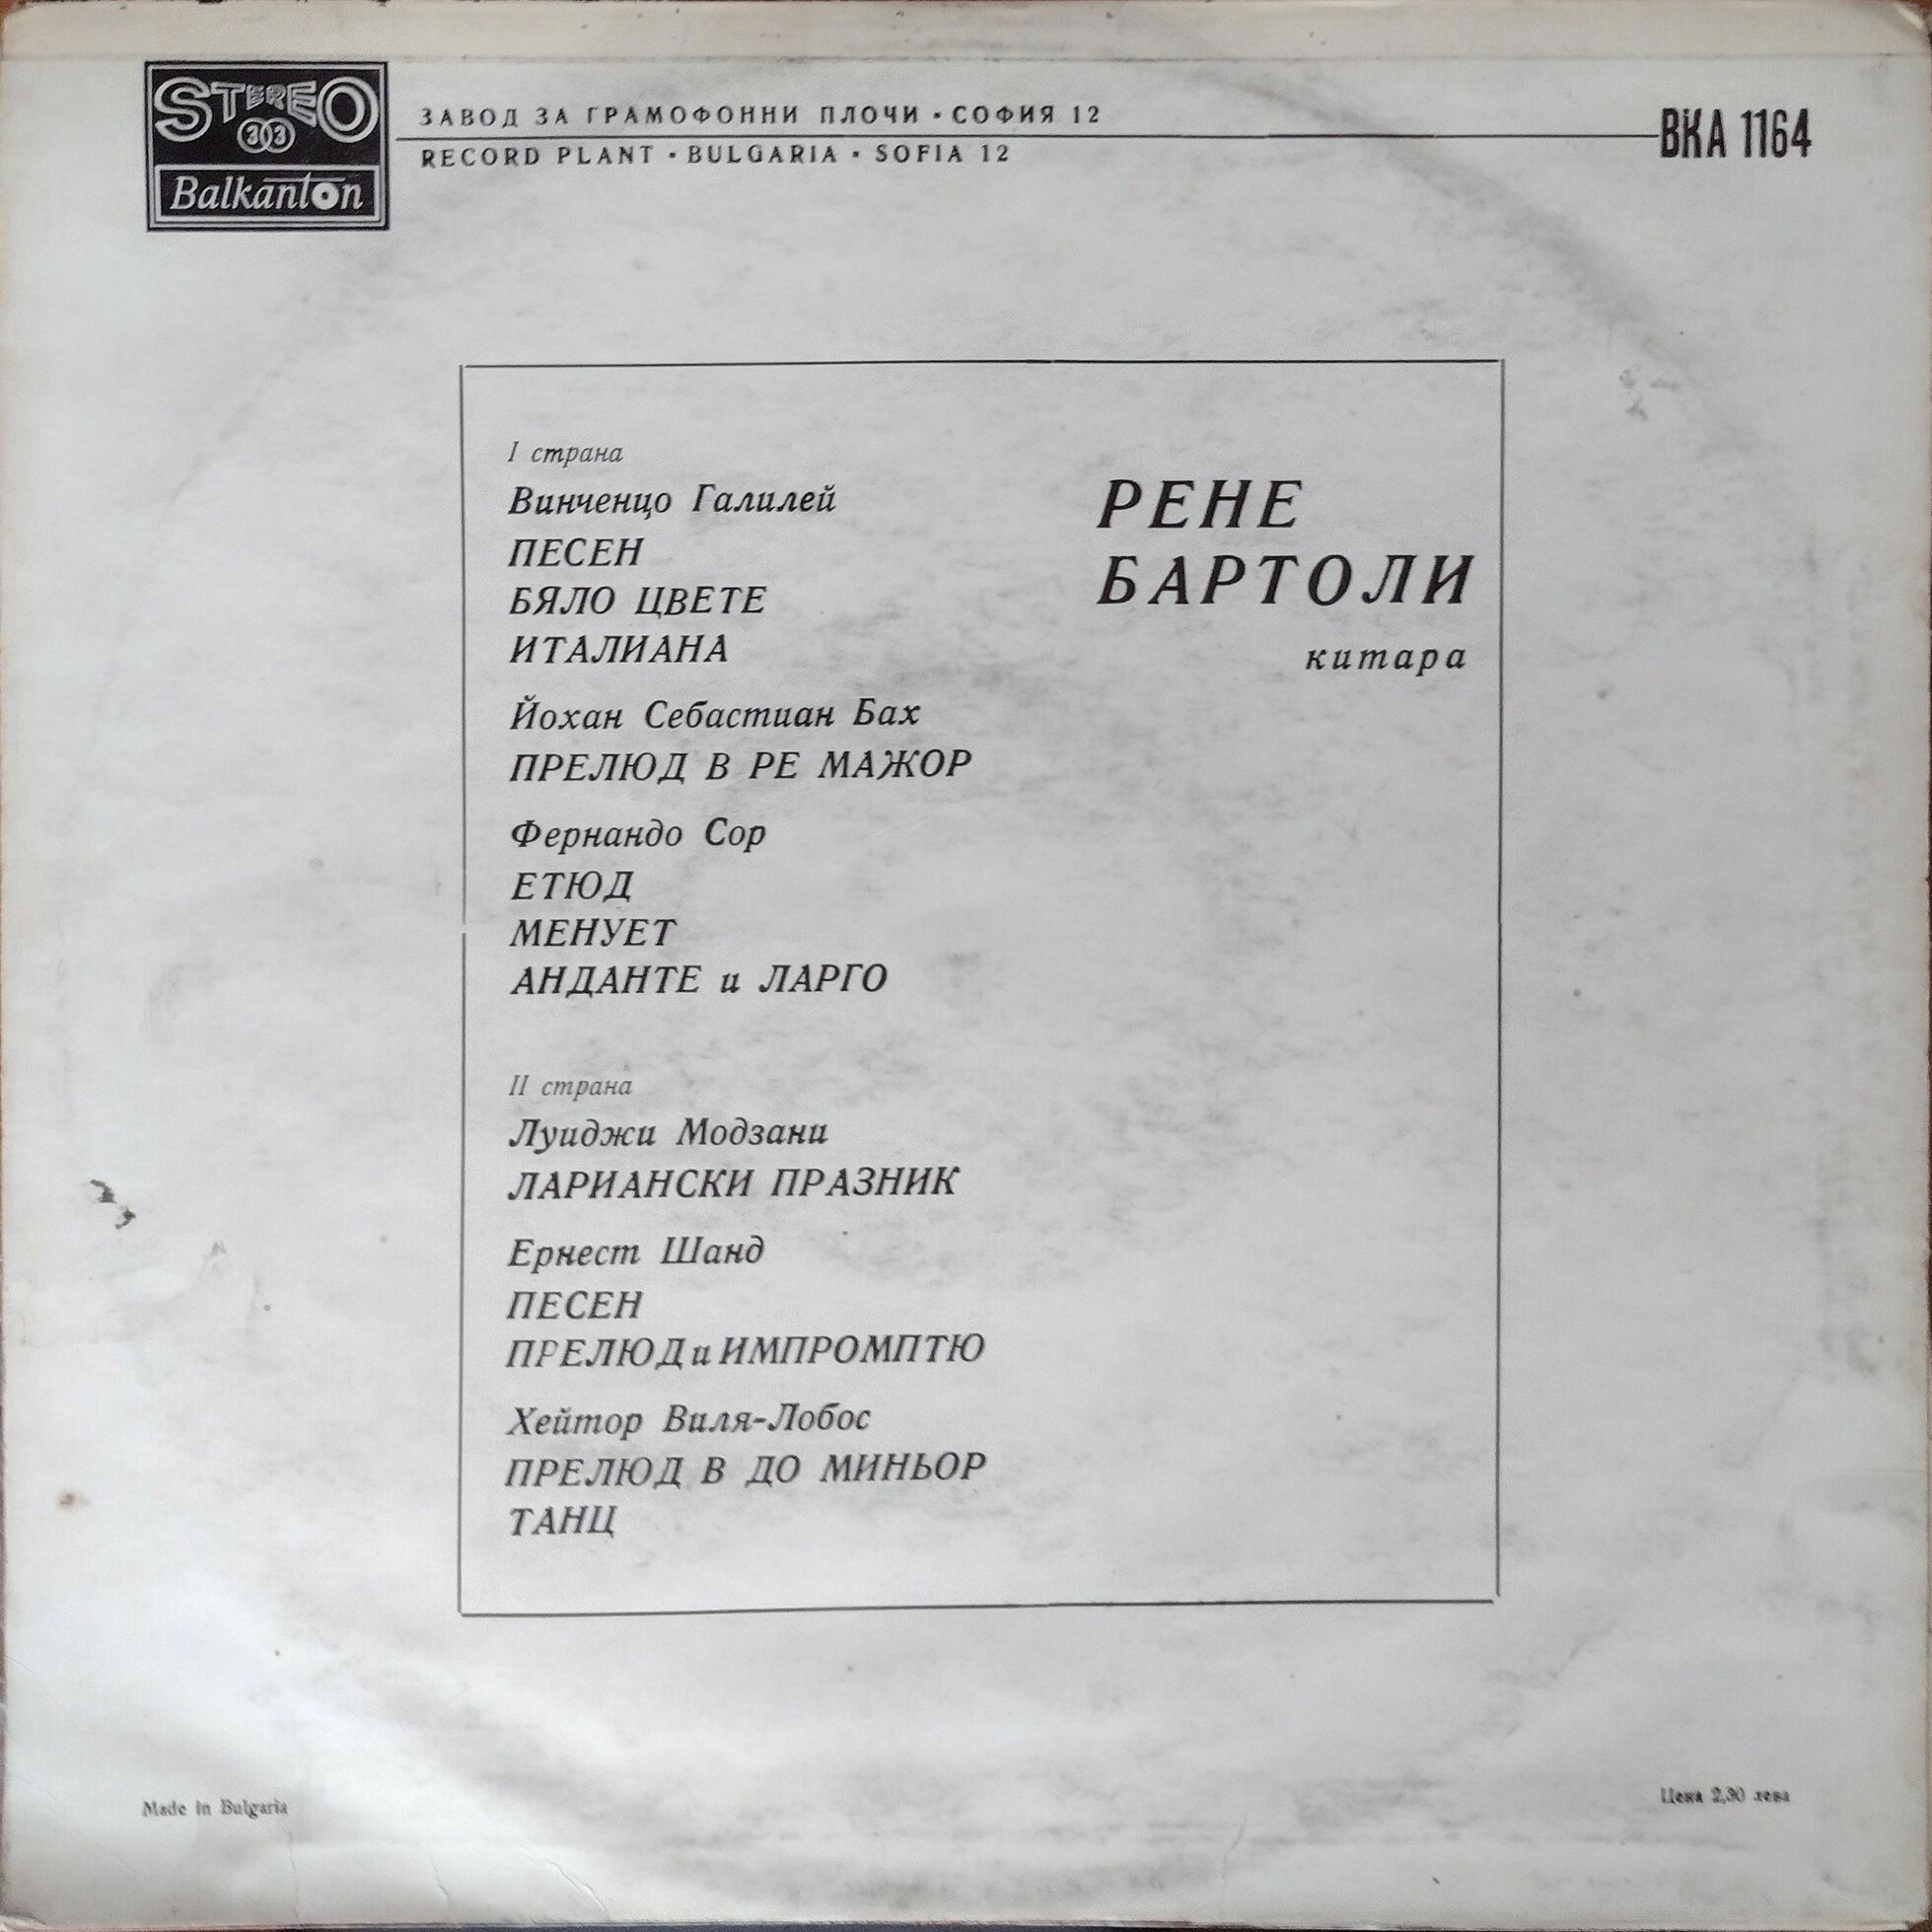 STEREO
33
Balkanton
ЗАВОД ЗА ГРАМОФОННИ ПЛОЧИ • СОФИЯ 12
RECORD PLANT • BULGARIA • SOFIA 12
ВКА 1164
I страна
Винченцо Галилей
ПЕСЕН
БЯЛО ЦВЕТЕ
ИТАЛИАНА
Йохан Себастиан Бах
ПРЕЛЮД В РЕ МАЖОР
Фернандо Сор
ЕТЮД
МЕНУЕТ
АНДАНТЕ и ЛАРГО
II страна
Луиджи Модзани
ЛАРИАНСКИ ПРАЗНИК
Ернест Шанд
ПЕСЕН
ПРЕЛЮД и ИМПРОМПТЮ
Хейтор Виля-Лобос
ПРЕЛЮД В ДО МИНЬОР
ТАНЦ
РЕНЕ
БАРТОЛИ
китара
Made in Bulgaria
Цена 2,30 лева